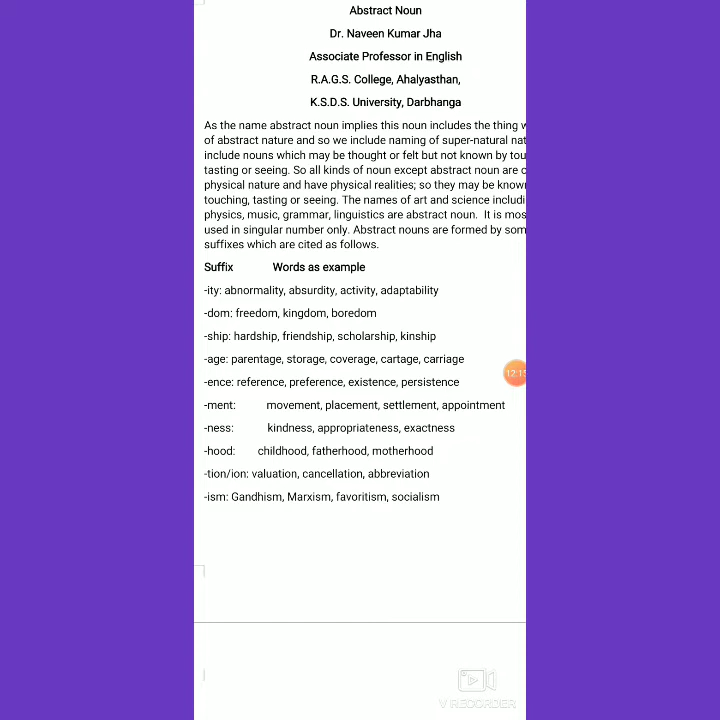 Abstract Noun
Dr. Naveen Kumar Jha
Associate Professor in English
R.A.G.S. College, Ahalyasthan,
K.S.D.S. University, Darbhanga
As the name abstract noun implies this noun includes the thing
of abstract nature and so we include naming of super-natural
include nouns which may be thought or felt but not known by
tasting or seeing. So all kinds of noun except abstract noun are
physical nature and have physical realities; so they may be
touching, tasting or seeing. The names of art and science
physics, music, grammar, linguistics are abstract noun. It is
used in singular number only. Abstract nouns are formed by
suffixes which are cited as follows.
Suffix Words as example
-ity: abnormality, absurdity, activity, adaptability
-dom: freedom, kingdom, boredom
-ship: hardship, friendship, scholarship, kinship
-age: parentage, storage, coverage, cartage, carriage
12:15
-ence: reference, preference, existence, persistence
-ment: movement, placement, settlement, appointment
-ness: kindness, appropriateness, exactness
-hood: childhood, fatherhood, motherhood
-tion/ion: valuation, cancellation, abbreviation
-ism: Gandhism, Marxism, favoritism, socialism
V RECORDER